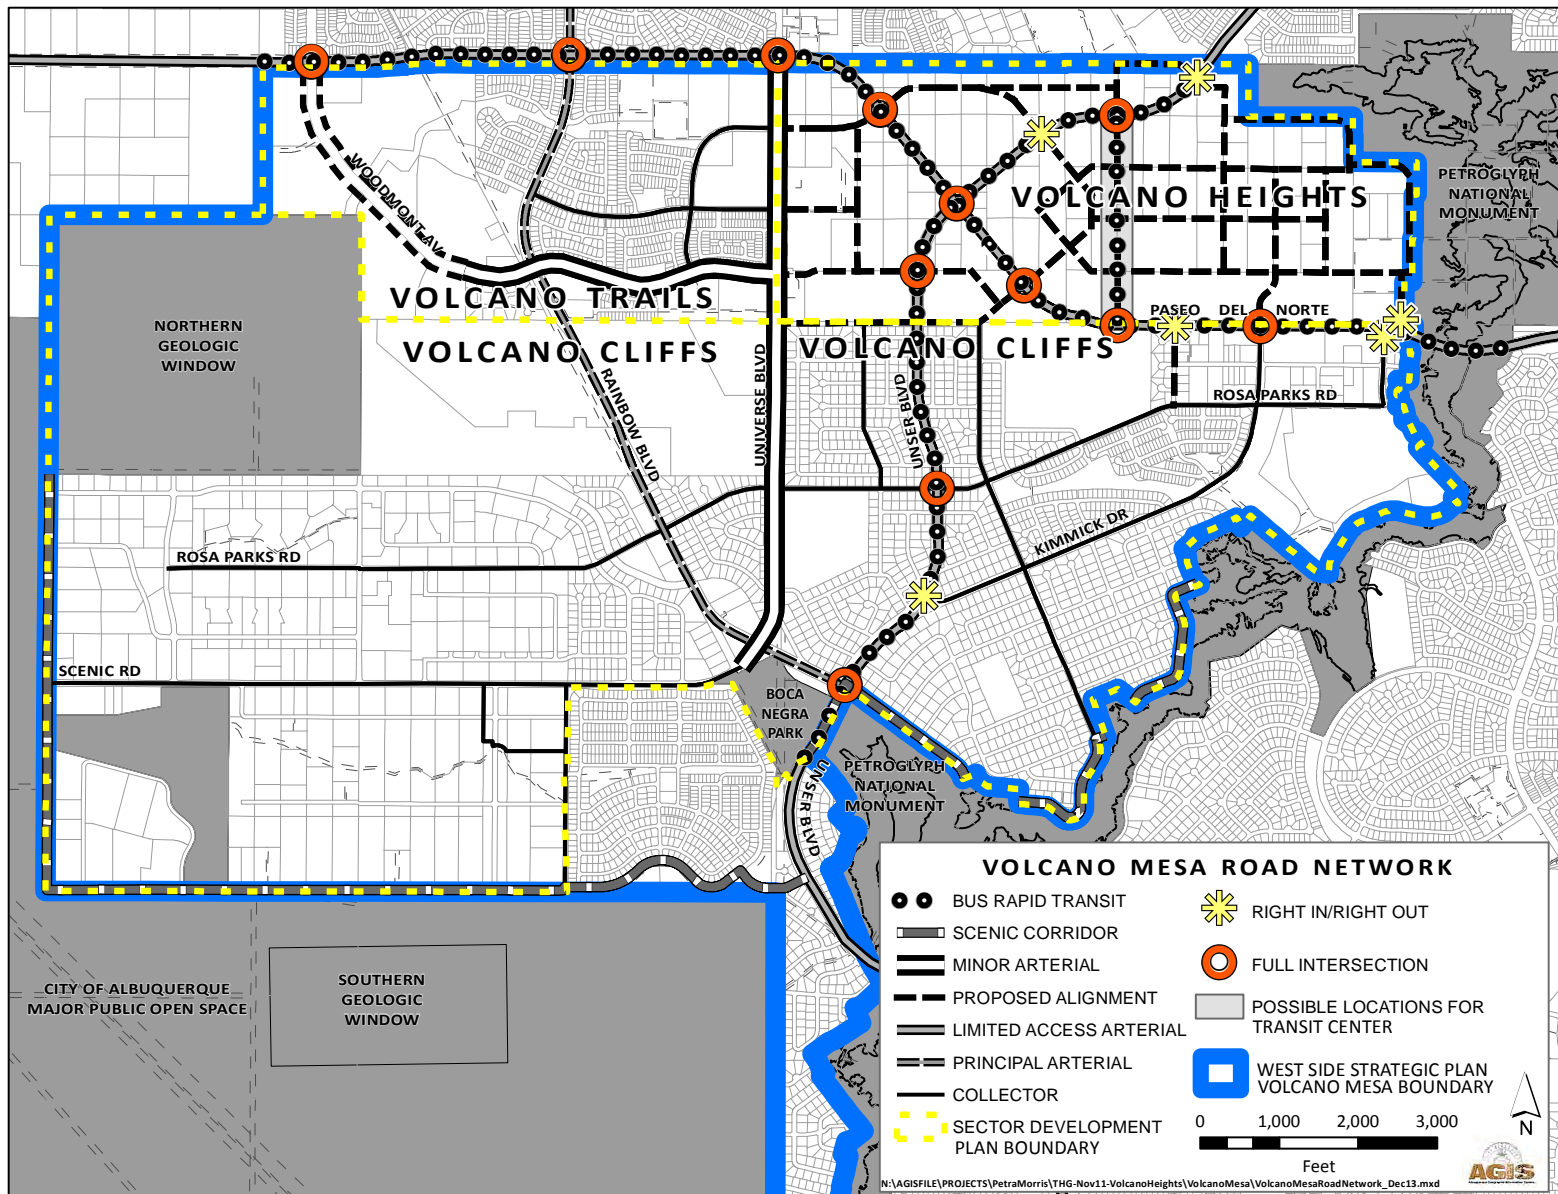 PETROGLYPH
NATIONAL
MONUMENT
WOODMONT AV
VOLCANO HEIGHTS
VOLCANO TRAILS
NORTHERN
GEOLOGIC
WINDOW
PASEO DEL NORTE
VOLCANO CLIFFS
VOLCANO CLIFFS
RAINBOW BLVD
UNIVERSE BLVD
UNSER BLVD
ROSA PARKS RD
KIMMICK DR
ROSA PARKS RD
SCENIC RD
BOCA
NEGRA
PARK
UNSER BLVD
PETROGLYPH
NATIONAL
MONUMENT
CITY OF ALBUQUERQUE
MAJOR PUBLIC OPEN SPACE
SOUTHERN
GEOLOGIC
WINDOW
VOLCANO MESA ROAD NETWORK
BUS RAPID TRANSIT
SCENIC CORRIDOR
MINOR ARTERIAL
PROPOSED ALIGNMENT
LIMITED ACCESS ARTERIAL
PRINCIPAL ARTERIAL
COLLECTOR
SECTOR DEVELOPMENT
PLAN BOUNDARY
RIGHT IN/RIGHT OUT
FULL INTERSECTION
POSSIBLE LOCATIONS FOR
TRANSIT CENTER
WEST SIDE STRATEGIC PLAN
VOLCANO MESA BOUNDARY
0 1,000 2,000 3,000
Feet
N
AGIS
N:\AGISFILE\PROJECTS\PetraMorris\THG-Nov11-VolcanoHeights\VolcanoMesa\VolcanoMesaRoadNetwork_Dec13.mxd